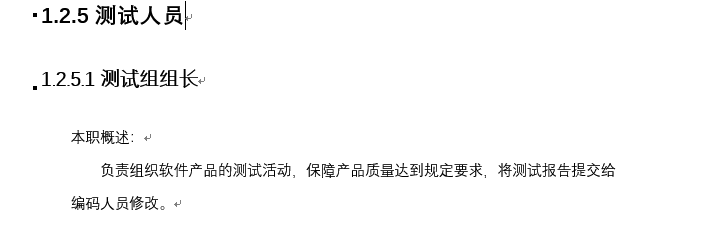 1.2.5 测试人员
1.2.5.1 测试组组长
本职概述：
负责组织软件产品的测试活动，保障产品质量达到规定要求，将测试报告提交给
编码人员修改。